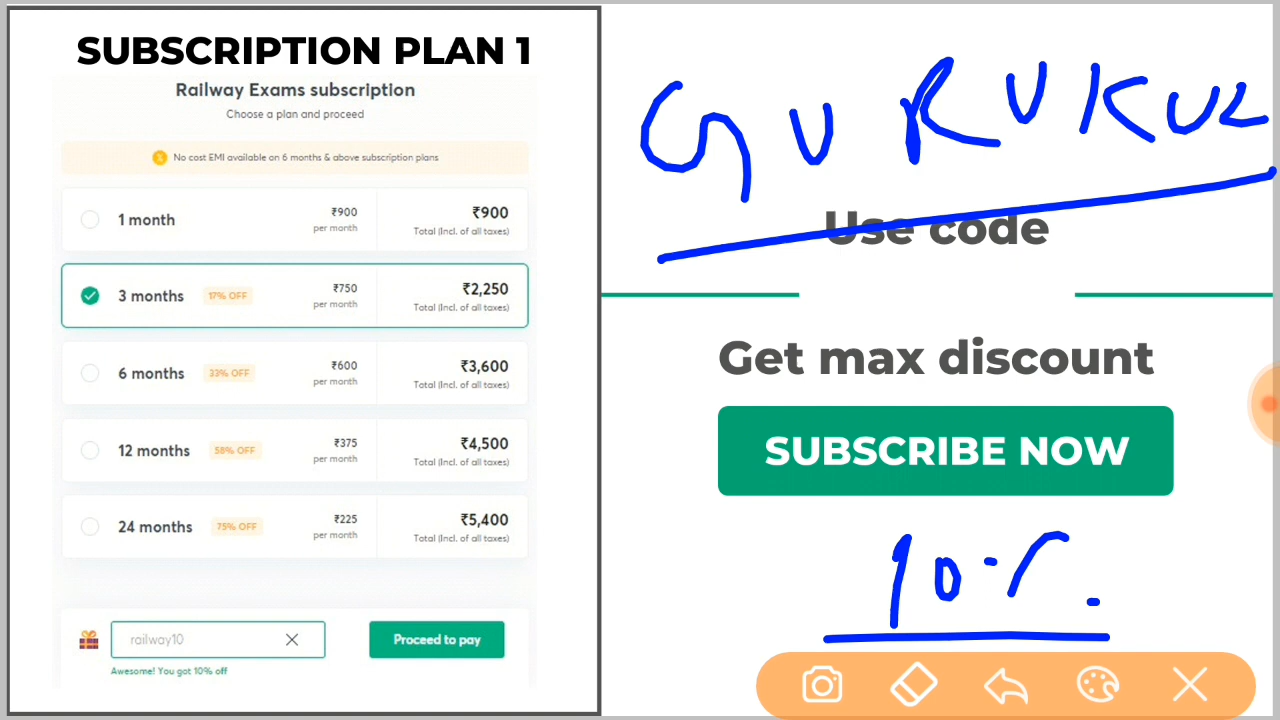 SUBSCRIPTION PLAN 1
Railway Exams subscription
Choose a plan and proceed
No cost EMI available on 6 months & above subscription plans
1 month ₹900 per month ₹900 Total (Incl. of all taxes)
3 months 17% OFF ₹750 per month ₹2,250 Total (Incl. of all taxes)
6 months 33% OFF ₹600 per month ₹3,600 Total (Incl. of all taxes)
12 months 58% OFF ₹375 per month ₹4,500 Total (Incl. of all taxes)
24 months 75% OFF ₹225 per month ₹5,400 Total (Incl. of all taxes)
railway10
Proceed to pay
Awesome! You got 10% off
GURUKUL
Use code
Get max discount
SUBSCRIBE NOW
10%.